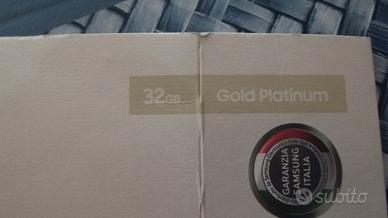 32GB Gold Platinum
GARANZIA
SAMSUNG
ITALIA
subito